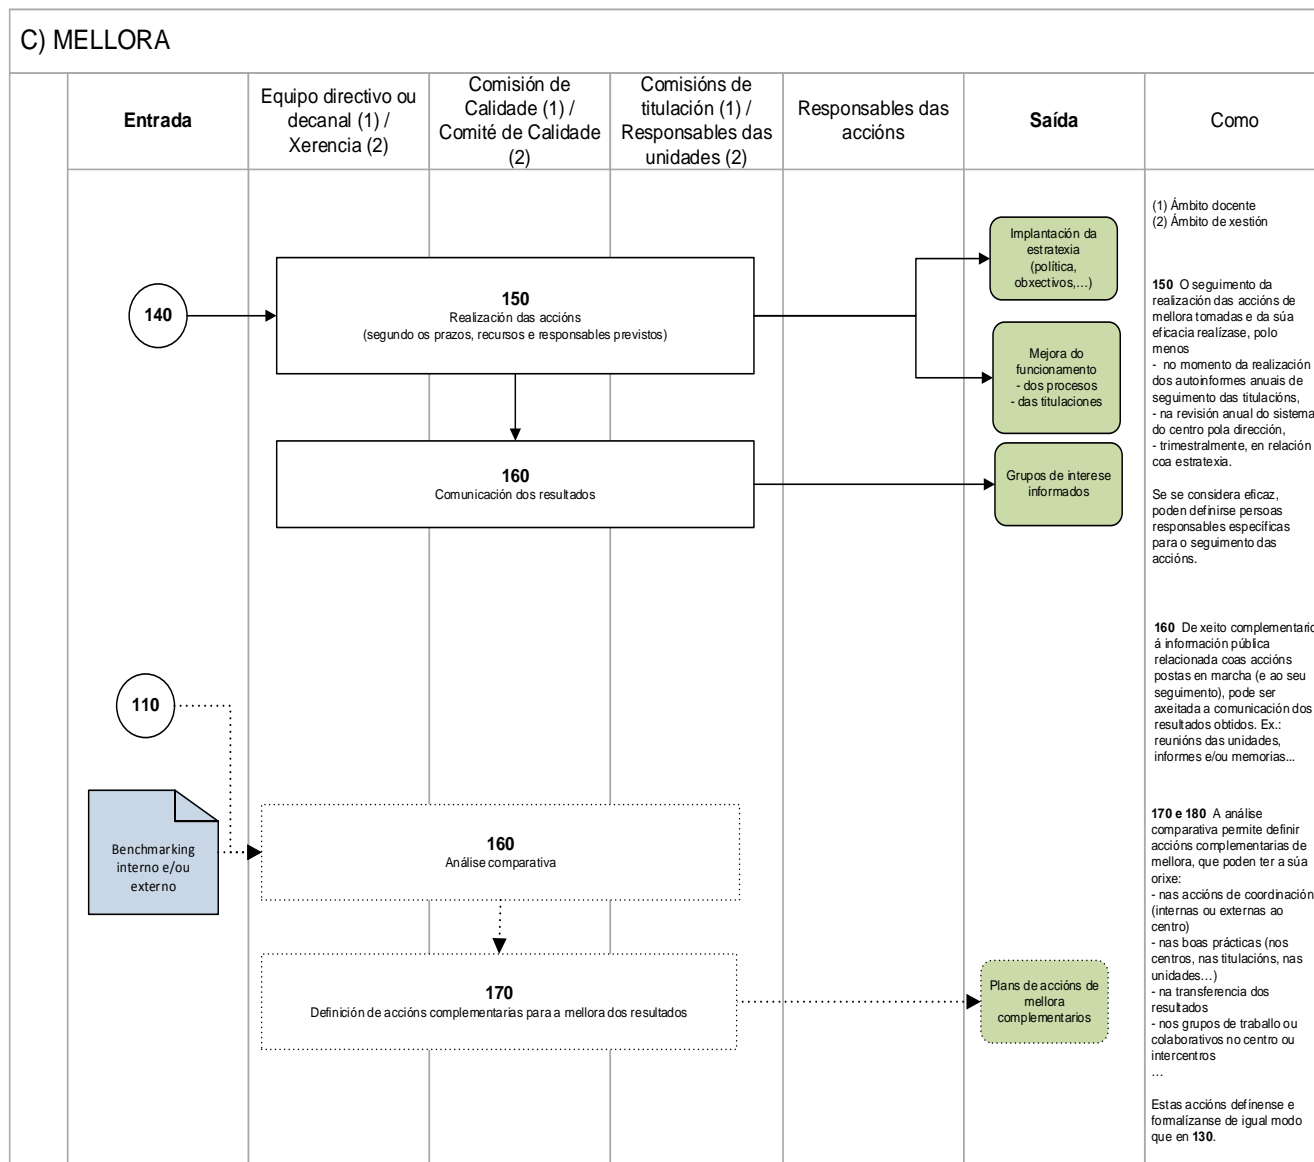 C) MELLORA
Entrada
Equipo directivo ou
decanal (1) /
Xerencia (2)
Comisión de
Calidade (1) /
Comité de Calidade
(2)
Comisións de
titulación (1) /
Responsables das
unidades (2)
Responsables das
accións
Saída
Como
(1) Ámbito docente
(2) Ámbito de xestión
140
150
Realización das accións
(segundo os prazos, recursos e responsables previstos)
Implantación da
estratexia
(política,
obxectivos,...)
Mejora do
funcionamento
- dos procesos
- das titulaciones
150 O seguimento da
realización das accións de
mellora tomadas e da súa
eficacia realízase, polo
menos
- no momento da realización
dos autoinformes anuais de
seguimento das titulacións,
- na revisión anual do sistema
do centro pola dirección,
- trimestralmente, en relación
coa estratexia.
Se se considera eficaz,
poden definirse persoas
responsables específicas
para o seguimento das
accións.
160
Comunicación dos resultados
Grupos de interese
informados
160 De xeito complementario
á información pública
relacionada coas accións
postas en marcha (e ao seu
seguimento), pode ser
axeitada a comunicación dos
resultados obtidos. Ex.:
reunións das unidades,
informes e/ou memorias...
110
Benchmarking
interno e/ou
externo
160
Análise comparativa
170
Definición de accións complementarias para a mellora dos resultados
Plans de accións de
mellora
complementarios
170 e 180 A análise
comparativa permite definir
accións complementarias de
mellora, que poden ter a súa
orixe:
- nas accións de coordinación
(internas ou externas ao
centro)
- nas boas prácticas (nos
centros, nas titulacións, nas
unidades...)
- na transferencia dos
resultados
- nos grupos de traballo ou
colaborativos no centro ou
intercentros
...
Estas accións defínense e
formalízanse de igual modo
que en 130.